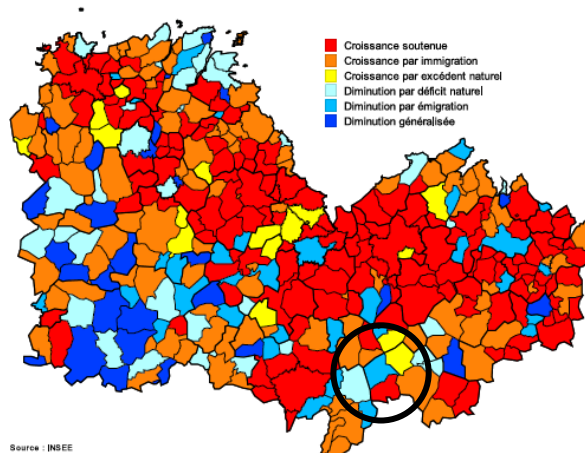 Croissance soutenue
Croissance par immigration
Croissance par excédent naturel
Diminution par déficit naturel
Diminution par émigration
Diminution généralisée
Source : INSEE